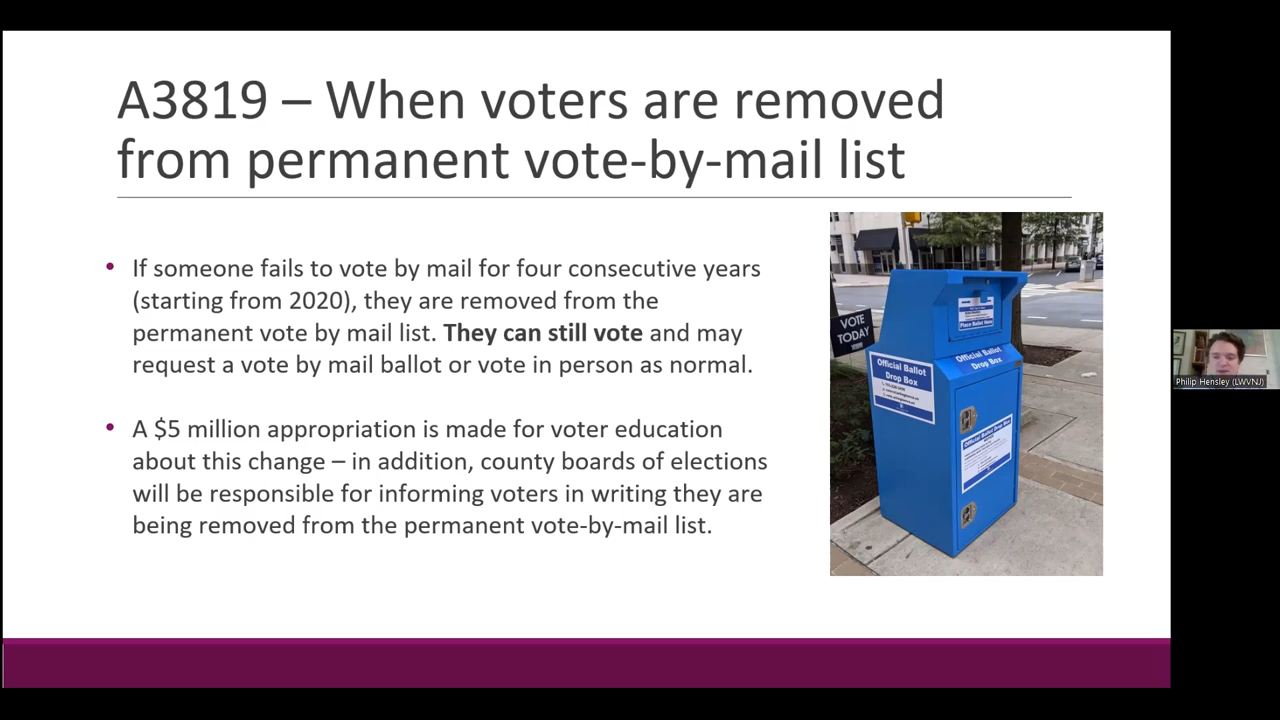 A3819 – When voters are removed
from permanent vote-by-mail list
• If someone fails to vote by mail for four consecutive years
(starting from 2020), they are removed from the
permanent vote by mail list. They can still vote and may
request a vote by mail ballot or vote in person as normal.
• A $5 million appropriation is made for voter education
about this change – in addition, county boards of elections
will be responsible for informing voters in writing they are
being removed from the permanent vote-by-mail list.
VOTE
TODAY
Place Ballot Here
Official Ballot
Drop Box
Official Ballot
Drop Box
Official Ballot Drop Box
Philip Hensley (LWVNJ)